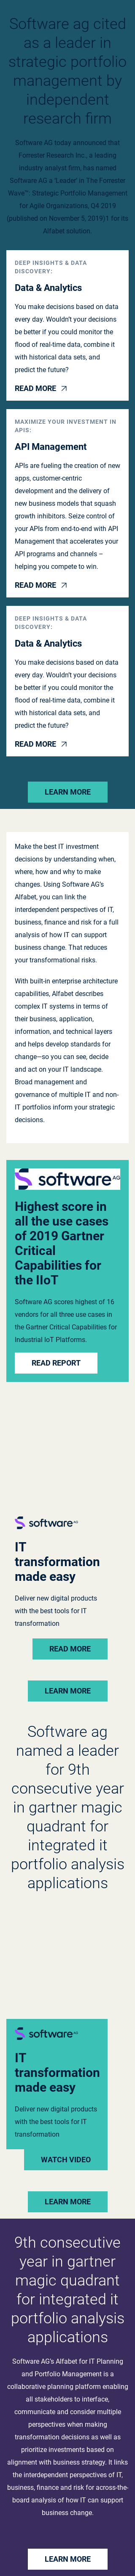 Software ag cited
as a leader in
strategic portfolio
management by
independent
research firm
Software AG today announced that
Forrester Research Inc., a leading
industry analyst firm, has named
Software AG a 'Leader' in The Forrester
Wave™: Strategic Portfolio Management
for Agile Organizations, Q4 2019
(published on November 5, 2019)1 for its
Alfabet solution.
DEEP INSIGHTS & DATA
DISCOVERY:
Data & Analytics
You make decisions based on data
every day. Wouldn't your decisions
be better if you could monitor the
flood of real-time data, combine it
with historical data sets, and
predict the future?
READ MORE
MAXIMIZE YOUR INVESTMENT IN
APIS:
API Management
APIs are fueling the creation of new
apps, customer-centric
development and the delivery of
new business models that squash
growth inhibitors. Seize control of
your APIs from end-to-end with API
Management that accelerates your
API programs and channels –
helping you compete to win.
READ MORE
DEEP INSIGHTS & DATA
DISCOVERY:
Data & Analytics
You make decisions based on data
every day. Wouldn't your decisions
be better if you could monitor the
flood of real-time data, combine it
with historical data sets, and
predict the future?
READ MORE
LEARN MORE
Make the best IT investment
decisions by understanding when,
where, how and why to make
changes. Using Software AG's
Alfabet, you can link the
interdependent perspectives of IT,
business, finance and risk for a full
analysis of how IT can support
business change. That reduces
your transformational risks.
With built-in enterprise architecture
capabilities, Alfabet describes
complex IT systems in terms of
their business, application,
information, and technical layers
and helps develop standards for
change—so you can see, decide
and act on your IT landscape.
Broad management and
governance of multiple IT and non-
IT portfolios inform your strategic
decisions.
software AG
Highest score in
all the use cases
of 2019 Gartner
Critical
Capabilities for
the IIoT
Software AG scores highest of 16
vendors for all three use cases in
the Gartner Critical Capabilities for
Industrial IoT Platforms.
READ REPORT
software AG
IT
transformation
made easy
Deliver new digital products
with the best tools for IT
transformation
READ MORE
LEARN MORE
Software ag
named a leader
for 9th
consecutive year
in gartner magic
quadrant for
integrated it
portfolio analysis
applications
software AG
IT
transformation
made easy
Deliver new digital products
with the best tools for IT
transformation
WATCH VIDEO
LEARN MORE
9th consecutive
year in gartner
magic quadrant
for integrated it
portfolio analysis
applications
Software AG's Alfabet for IT Planning
and Portfolio Management is a
collaborative planning platform enabling
all stakeholders to interface,
communicate and consider multiple
perspectives when making
transformation decisions as well as
prioritize investments based on
alignment with business strategy. It links
the interdependent perspectives of IT,
business, finance and risk for across-the-
board analysis of how IT can support
business change.
LEARN MORE